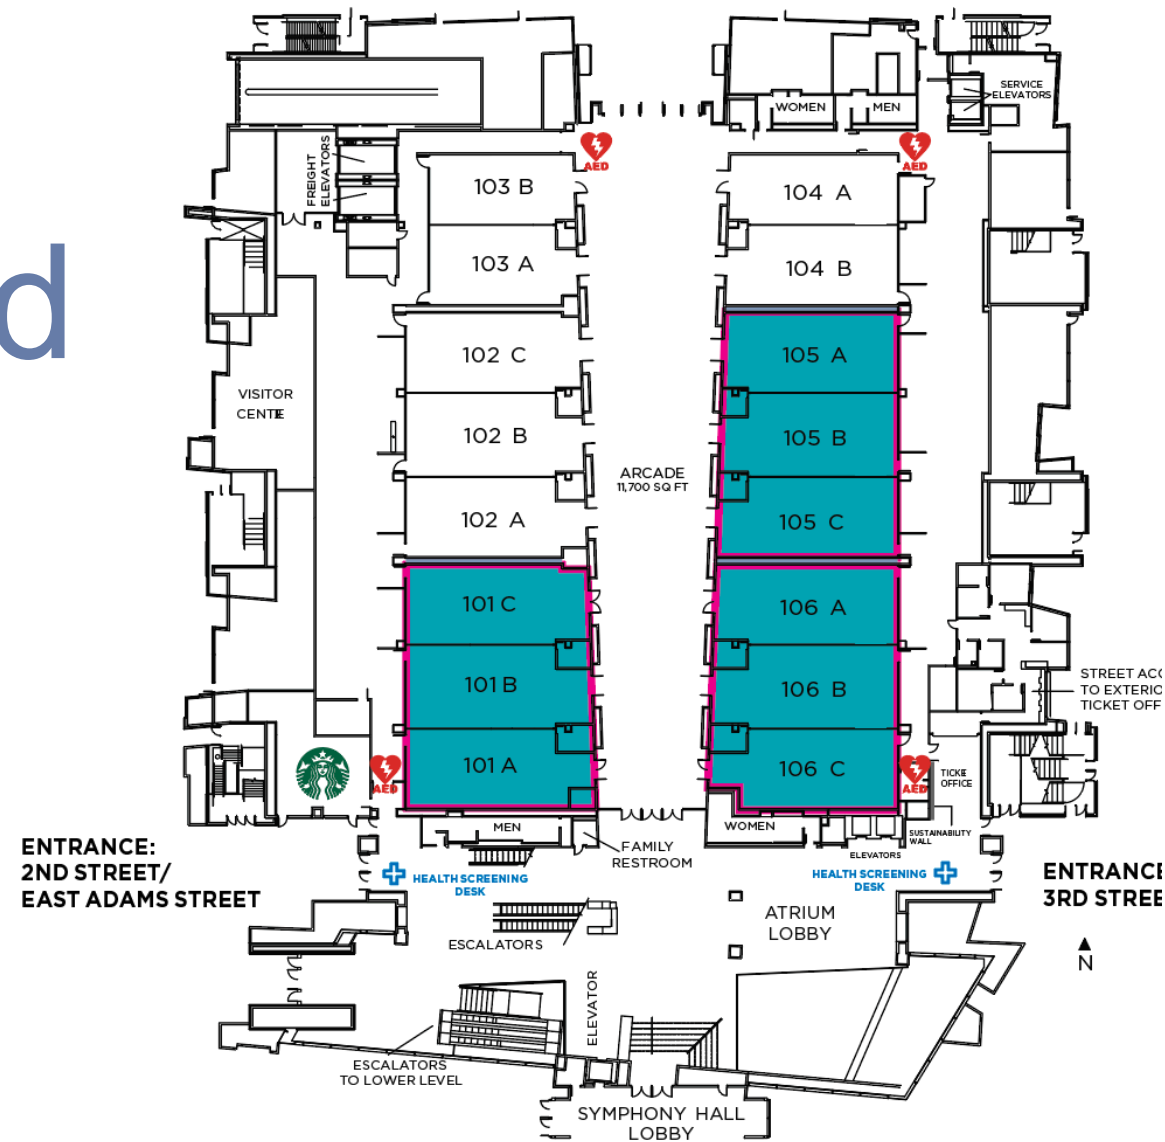 WOMEN
MEN
SERVICE
ELEVATORS
FREIGHT
ELEVATORS
AED
AED
103 B
104 A
103 A
104 B
d
102 C
105 A
VISITOR
CENTE
102 B
105 B
ARCADE
11,700 SQ FT
102 A
105 C
101 C
106 A
101 B
106 B
STREET ACC
TO EXTERIO
TICKET OFF
101 A
106 C
AED
AED
TICKE
OFFICE
MEN
WOMEN
SUSTAINABILITY
WALL
FAMILY
RESTROOM
ELEVATORS
ENTRANCE:
2ND STREET/
EAST ADAMS STREET
HEALTH SCREENING
DESK
HEALTH SCREENING
DESK
ENTRANCE
3RD STREE
ATRIUM
LOBBY
ESCALATORS
N
ELEVATOR
ESCALATORS
TO LOWER LEVEL
SYMPHONY HALL
LOBBY